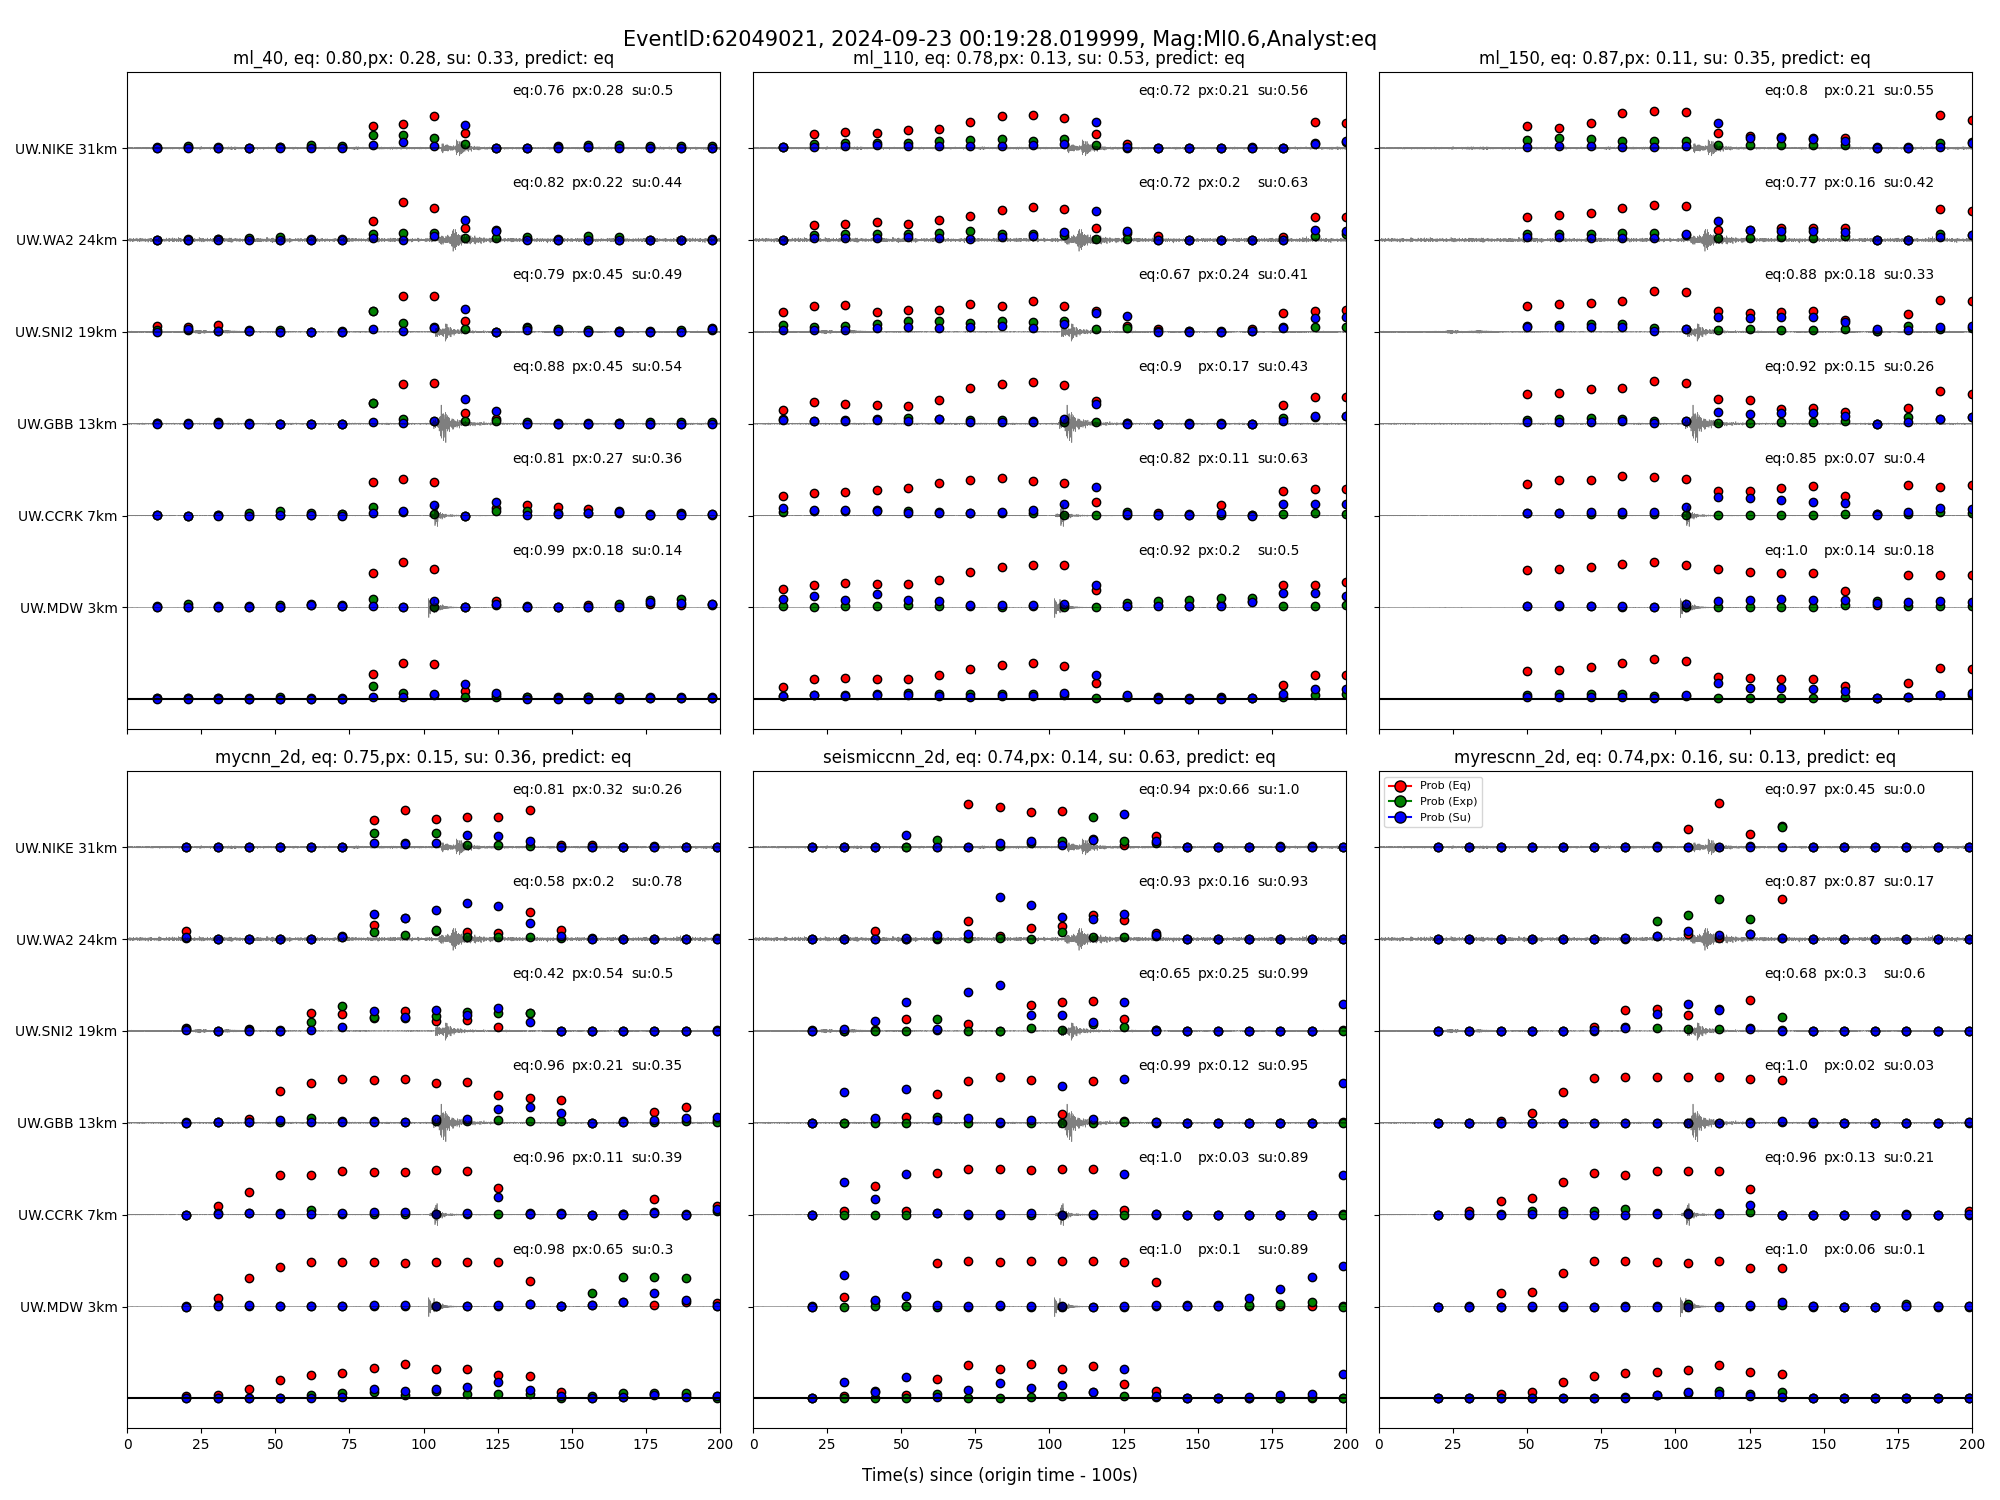 EventID:62049021, 2024-09-23 00:19:28.019999, Mag:Ml0.6,Analyst:eq
ml_40, eq: 0.80,px: 0.28, su: 0.33, predict: eq
eq:0.76 px:0.28 su:0.5
UW.NIKE 31km
eq:0.82 px:0.22 su:0.44
UW.WA2 24km
eq:0.79 px:0.45 su:0.49
UW.SNI2 19km
eq:0.88 px:0.45 su:0.54
UW.GBB 13km
eq:0.81 px:0.27 su:0.36
UW.CCRK 7km
eq:0.99 px:0.18 su:0.14
UW.MDW 3km
ml_110, eq: 0.78,px: 0.13, su: 0.53, predict: eq
eq:0.72 px:0.21 su:0.56
eq:0.72 px:0.2 su:0.63
eq:0.67 px:0.24 su:0.41
eq:0.9 px:0.17 su:0.43
eq:0.82 px:0.11 su:0.63
eq:0.92 px:0.2 su:0.5
ml_150, eq: 0.87,px: 0.11, su: 0.35, predict: eq
eq:0.8 px:0.21 su:0.55
eq:0.77 px:0.16 su:0.42
eq:0.88 px:0.18 su:0.33
eq:0.92 px:0.15 su:0.26
eq:0.85 px:0.07 su:0.4
eq:1.0 px:0.14 su:0.18
mycnn_2d, eq: 0.75,px: 0.15, su: 0.36, predict: eq
eq:0.81 px:0.32 su:0.26
UW.NIKE 31km
eq:0.58 px:0.2 su:0.78
UW.WA2 24km
eq:0.42 px:0.54 su:0.5
UW.SNI2 19km
eq:0.96 px:0.21 su:0.35
UW.GBB 13km
eq:0.96 px:0.11 su:0.39
UW.CCRK 7km
eq:0.98 px:0.65 su:0.3
UW.MDW 3km
0 25 50 75 100 125 150 175 200
seismiccnn_2d, eq: 0.74,px: 0.14, su: 0.63, predict: eq
eq:0.94 px:0.66 su:1.0
eq:0.93 px:0.16 su:0.93
eq:0.65 px:0.25 su:0.99
eq:0.99 px:0.12 su:0.95
eq:1.0 px:0.03 su:0.89
eq:1.0 px:0.1 su:0.89
0 25 50 75 100 125 150 175 200
myrescnn_2d, eq: 0.74,px: 0.16, su: 0.13, predict: eq
Prob (Eq)
Prob (Exp)
Prob (Su)
eq:0.97 px:0.45 su:0.0
eq:0.87 px:0.87 su:0.17
eq:0.68 px:0.3 su:0.6
eq:1.0 px:0.02 su:0.03
eq:0.96 px:0.13 su:0.21
eq:1.0 px:0.06 su:0.1
0 25 50 75 100 125 150 175 200
Time(s) since (origin time - 100s)